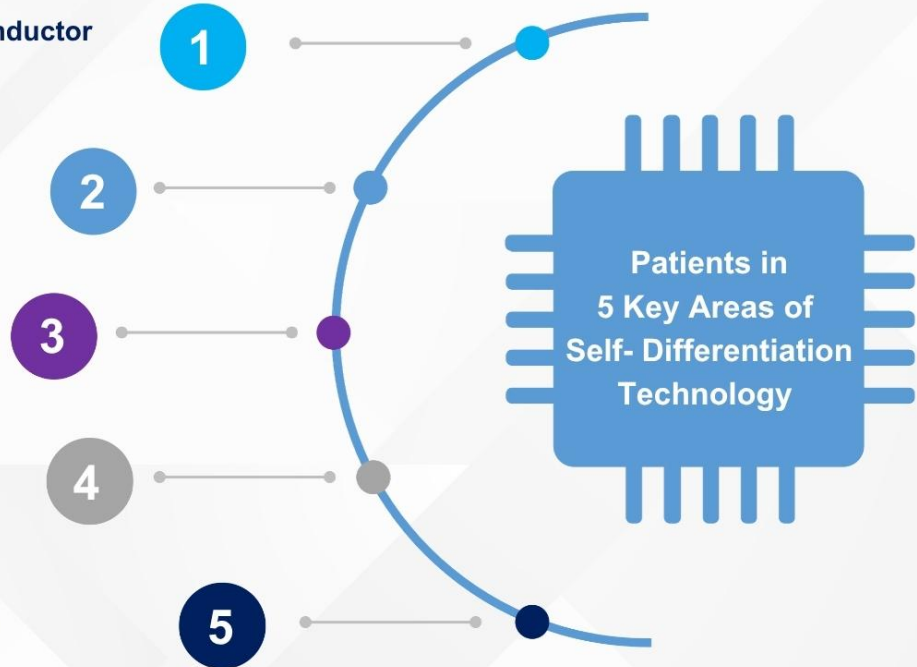 nductor
1
2
3
4
5
Patients in
5 Key Areas of
Self- Differentiation
Technology